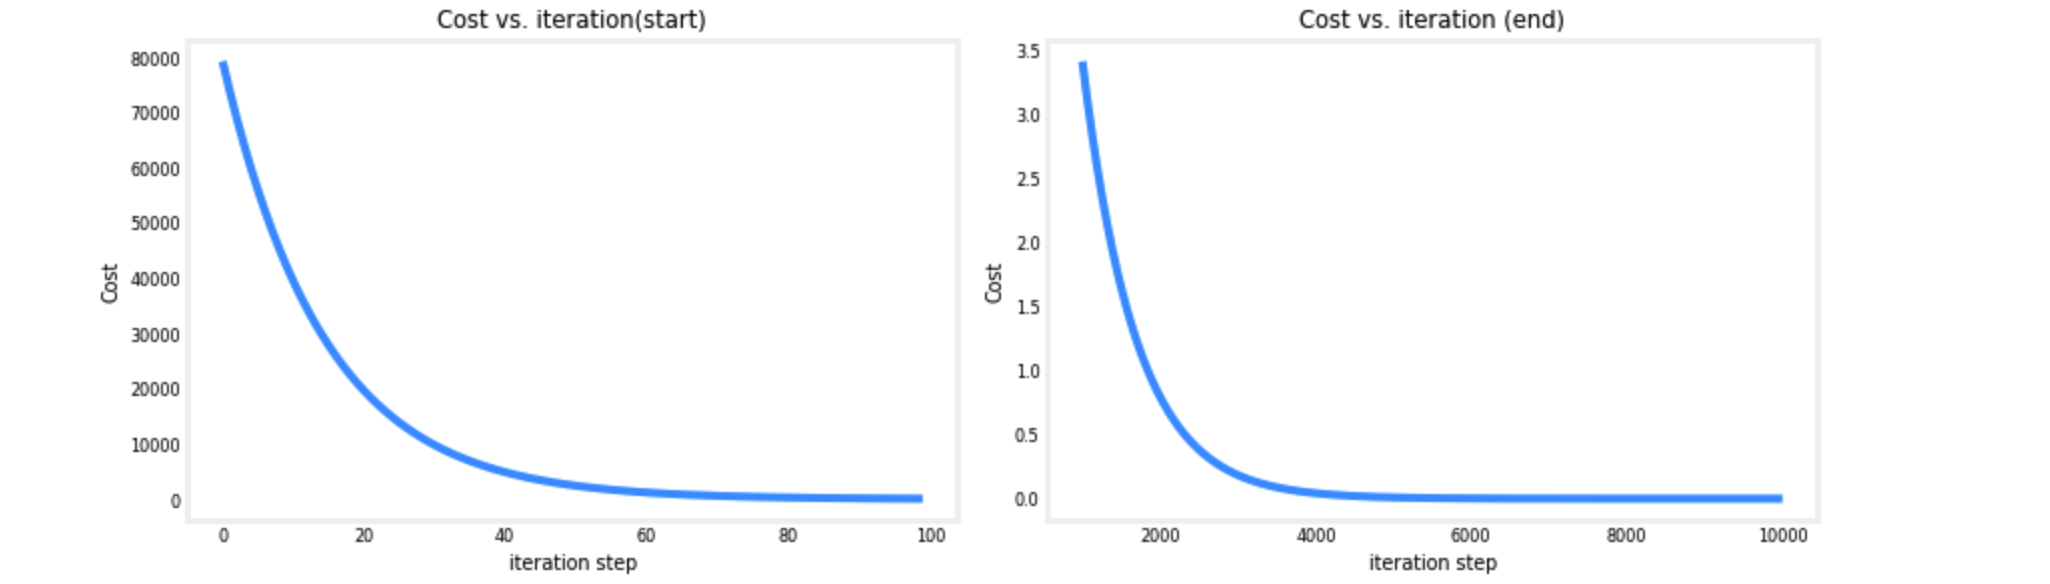 Cost vs. iteration(start)
80000
70000
60000
50000
40000
30000
20000
10000
0
Cost
0 20 40 60 80 100
iteration step
Cost vs. iteration (end)
3.5
3.0
2.5
2.0
1.5
1.0
0.5
0.0
Cost
2000 4000 6000 8000 10000
iteration step